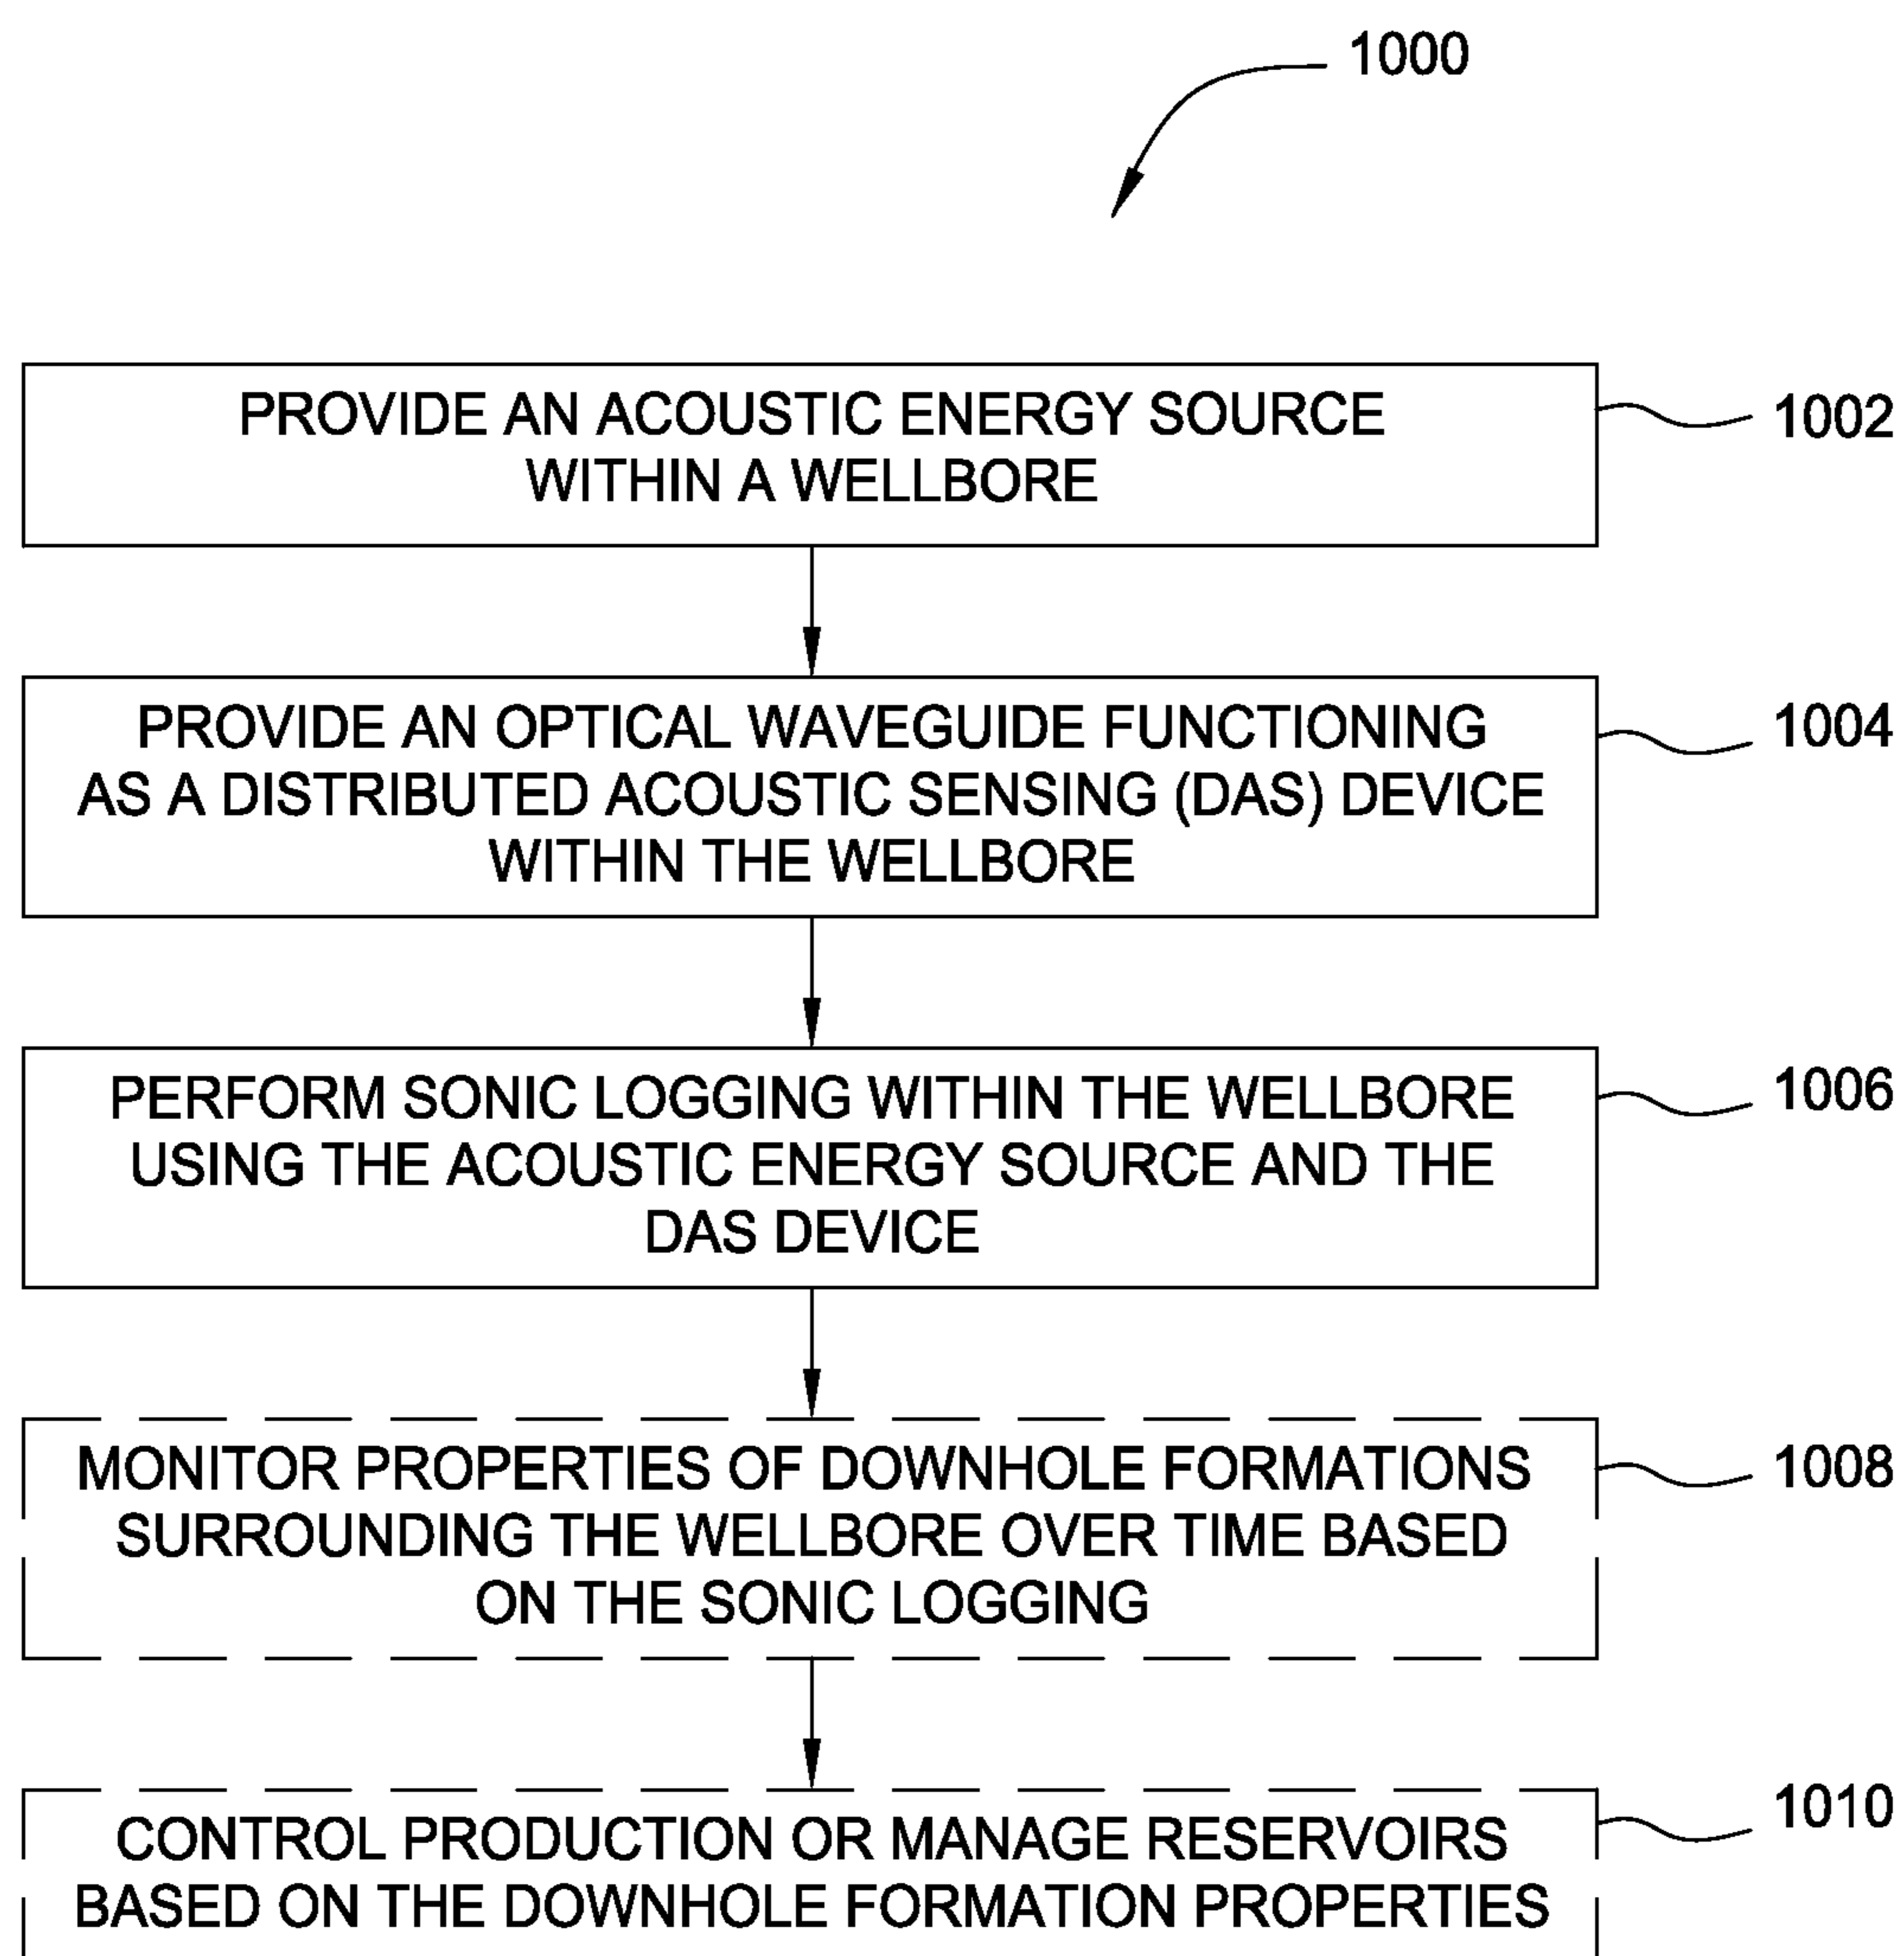 1000
PROVIDE AN ACOUSTIC ENERGY SOURCE
WITHIN A WELLBORE
1002
PROVIDE AN OPTICAL WAVEGUIDE FUNCTIONING
AS A DISTRIBUTED ACOUSTIC SENSING (DAS) DEVICE
WITHIN THE WELLBORE
1004
PERFORM SONIC LOGGING WITHIN THE WELLBORE
USING THE ACOUSTIC ENERGY SOURCE AND THE
DAS DEVICE
1006
MONITOR PROPERTIES OF DOWNHOLE FORMATIONS
SURROUNDING THE WELLBORE OVER TIME BASED
ON THE SONIC LOGGING
1008
CONTROL PRODUCTION OR MANAGE RESERVOIRS
BASED ON THE DOWNHOLE FORMATION PROPERTIES
1010